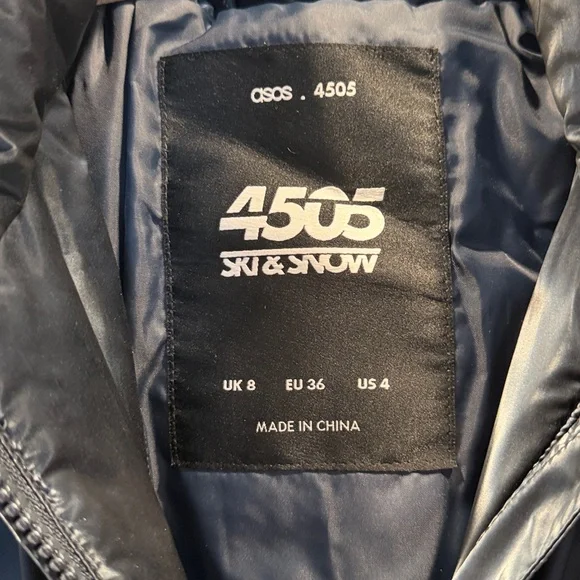 asos . 4505
4505
SKI & SNOW
UK 8 EU 36 US 4
MADE IN CHINA